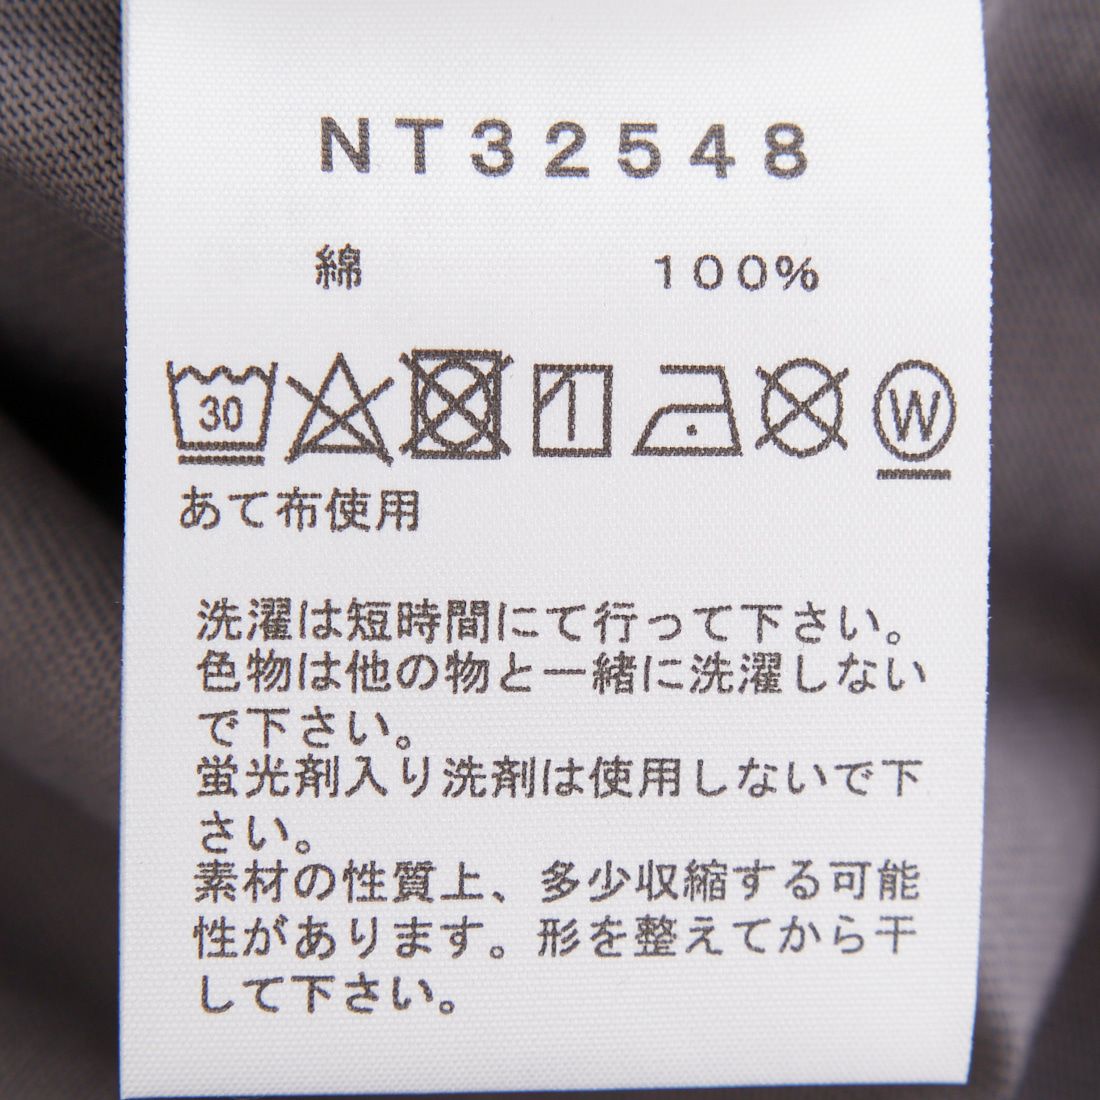 NT32548
綿 100%
30 W
あて布使用
洗濯は短時間にて行って下さい。
色物は他の物と一緒に洗濯しない
で下さい。
蛍光剤入り洗剤は使用しないで下
さい。
素材の性質上、多少収縮する可能
性があります。形を整えてから干
して下さい。